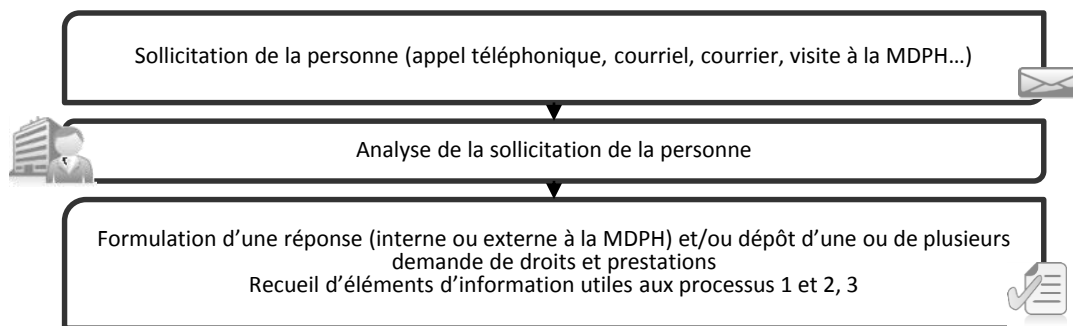 Sollicitation de la personne (appel téléphonique, courriel, courrier, visite à la MDPH…)
Analyse de la sollicitation de la personne
Formulation d’une réponse (interne ou externe à la MDPH) et/ou dépôt d’une ou de plusieurs
demande de droits et prestations
Recueil d’éléments d’information utiles aux processus 1 et 2, 3